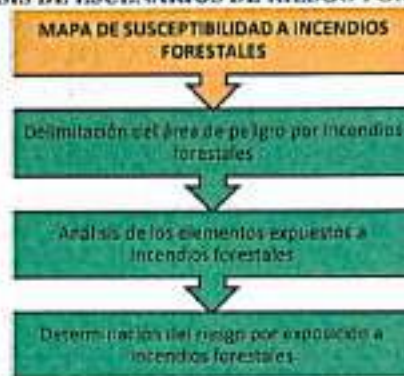 MAPA DE SUSCEPTIBILIDAD A INCENDIOS
FORESTALES
Delimitación del área de peligro por incendios
forestales
Análisis de los elementos expuestos a
incendios forestales
Determinación del riesgo por exposición a
incendios forestales